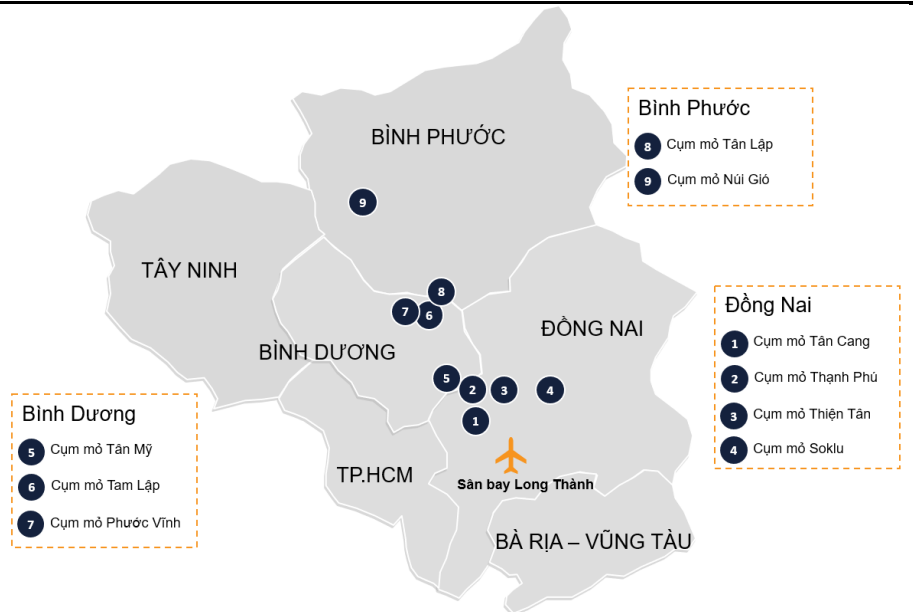 BÌNH PHƯỚC
Bình Phước
8 Cụm mỏ Tân Lập
9 Cụm mỏ Núi Gió
9
TÂY NINH
8
7
6
Đồng Nai
1 Cụm mỏ Tân Cang
2 Cụm mỏ Thạnh Phú
3 Cụm mỏ Thiện Tân
4 Cụm mỏ Soklu
ĐỒNG NAI
BÌNH DƯƠNG
5
2
3
4
1
Bình Dương
5 Cụm mỏ Tân Mỹ
6 Cụm mỏ Tam Lập
7 Cụm mỏ Phước Vĩnh
TP.HCM
Sân bay Long Thành
BÀ RỊA – VŨNG TÀU